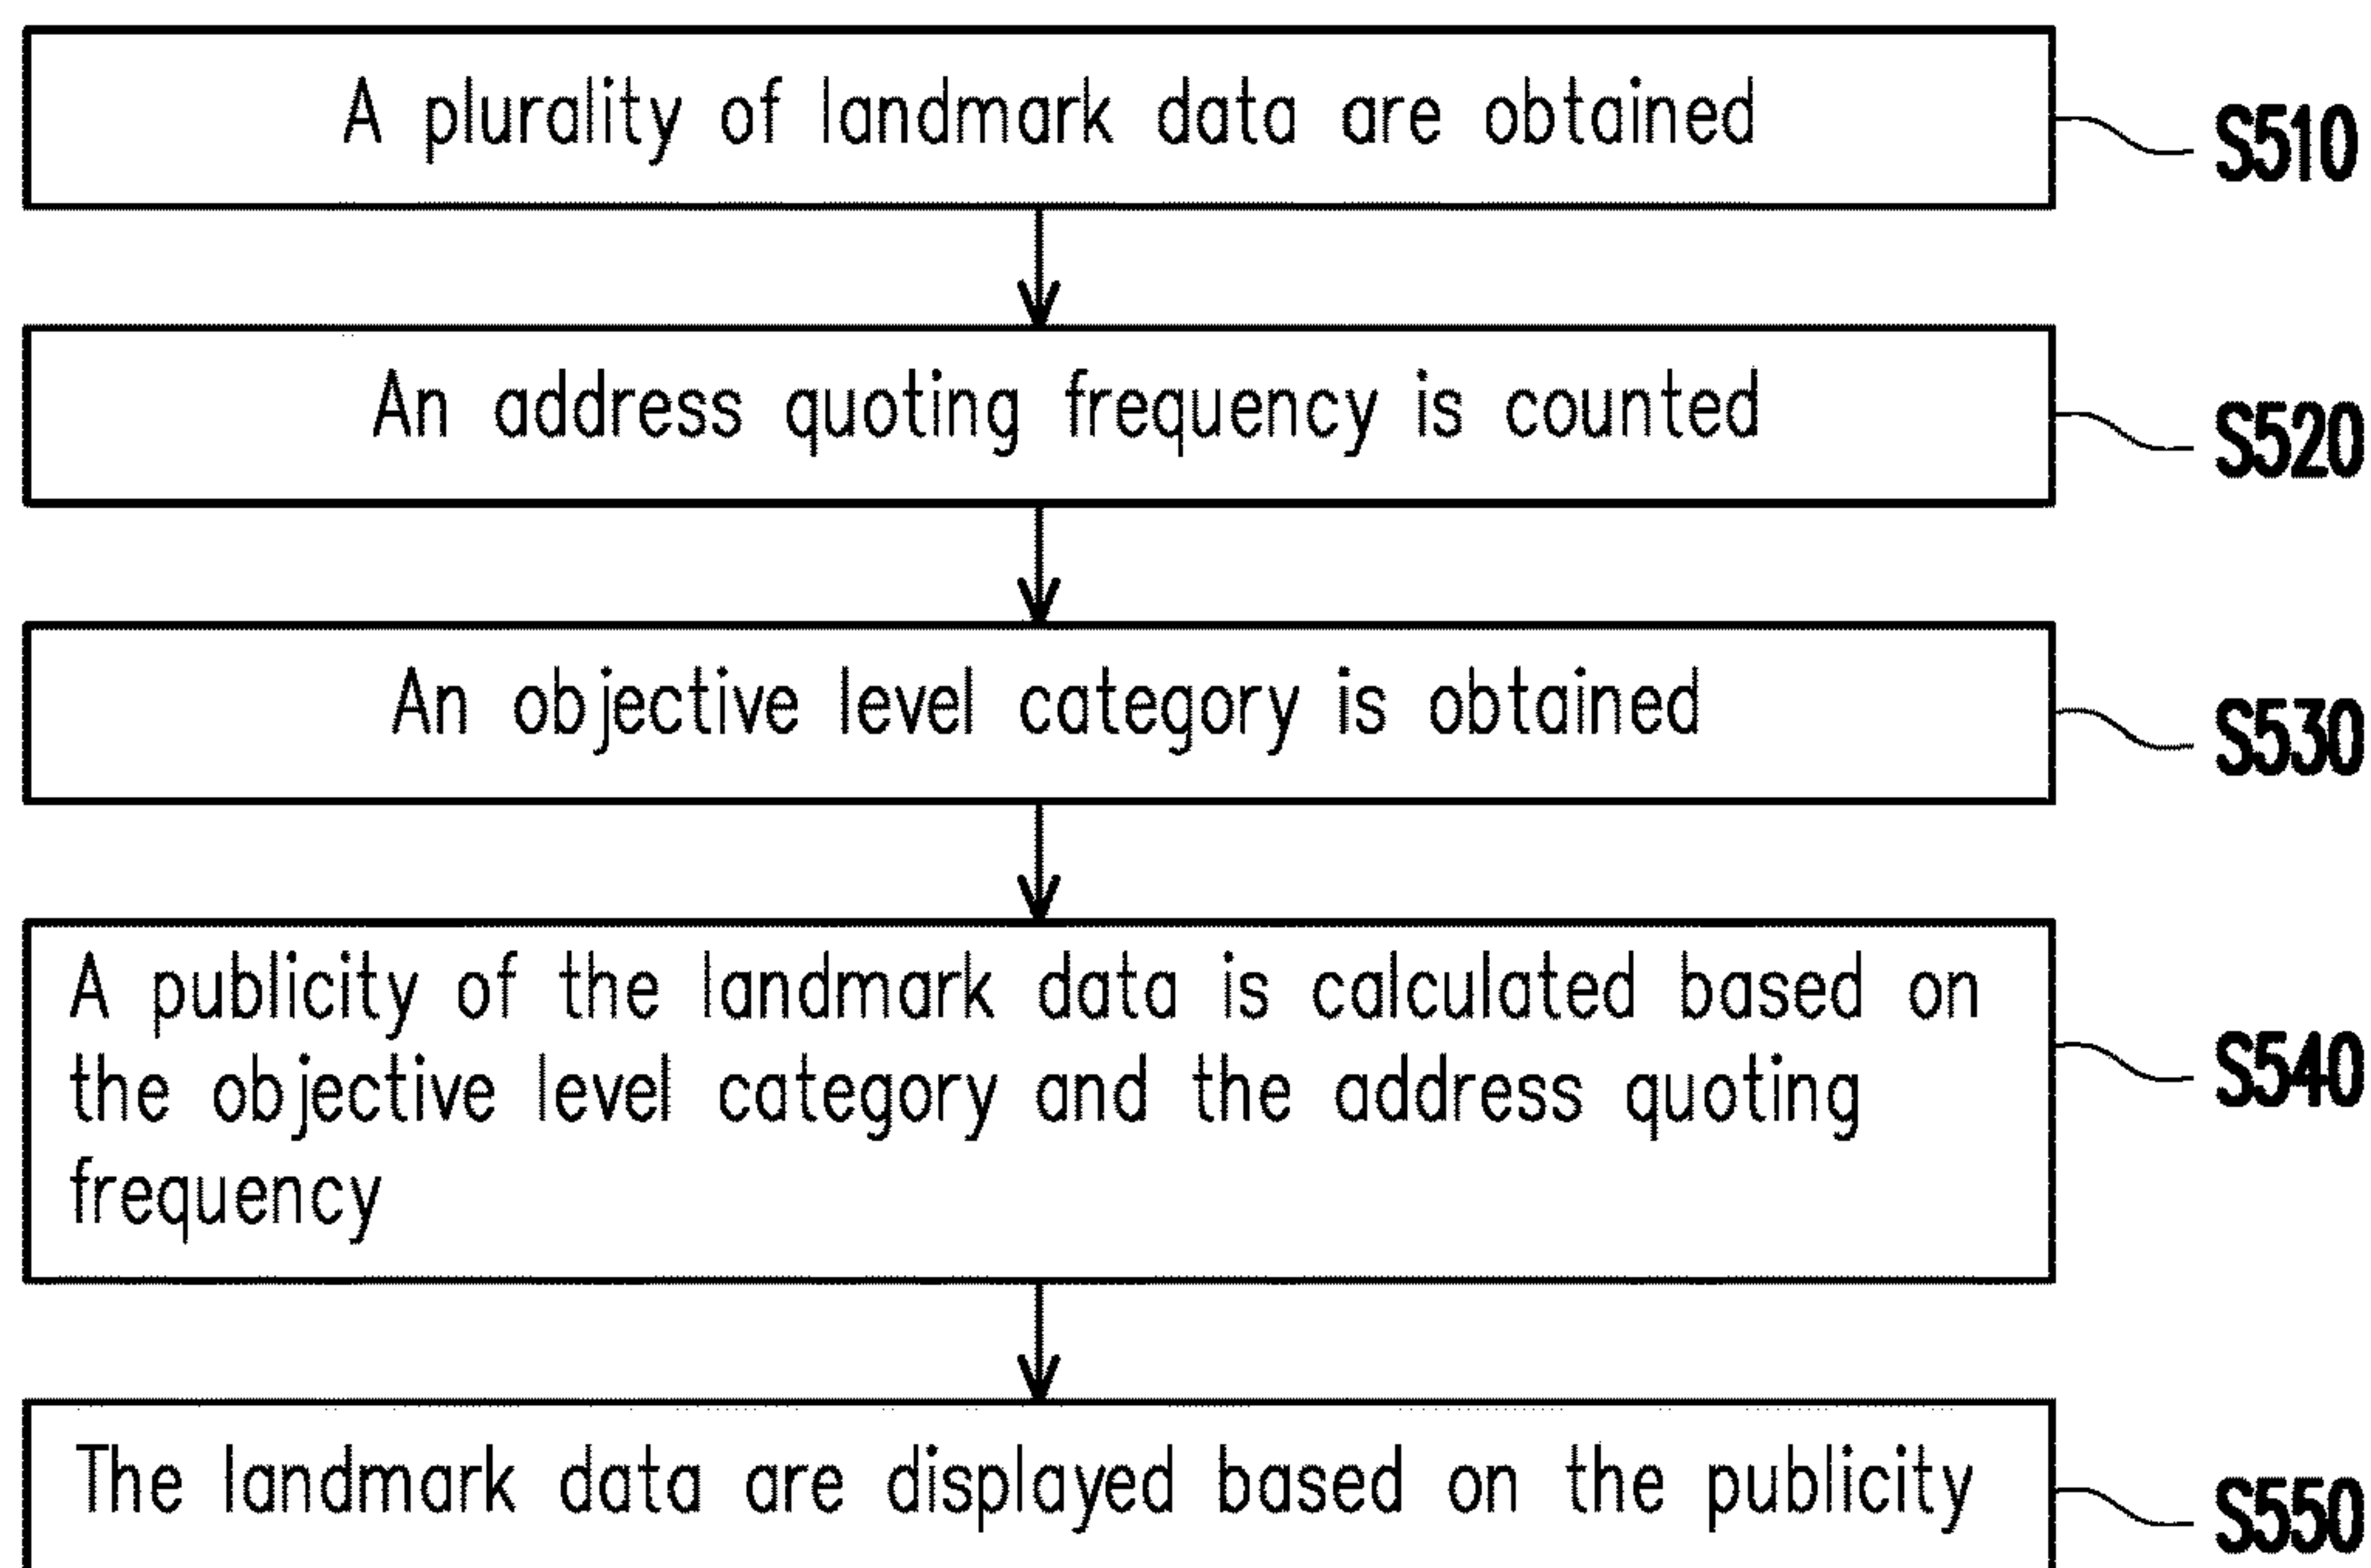 A plurality of landmark data are obtained
S510
An address quoting frequency is counted
S520
An objective level category is obtained
S530
A publicity of the landmark data is calculated based on
the objective level category and the address quoting
frequency
S540
The landmark data are displayed based on the publicity
S550